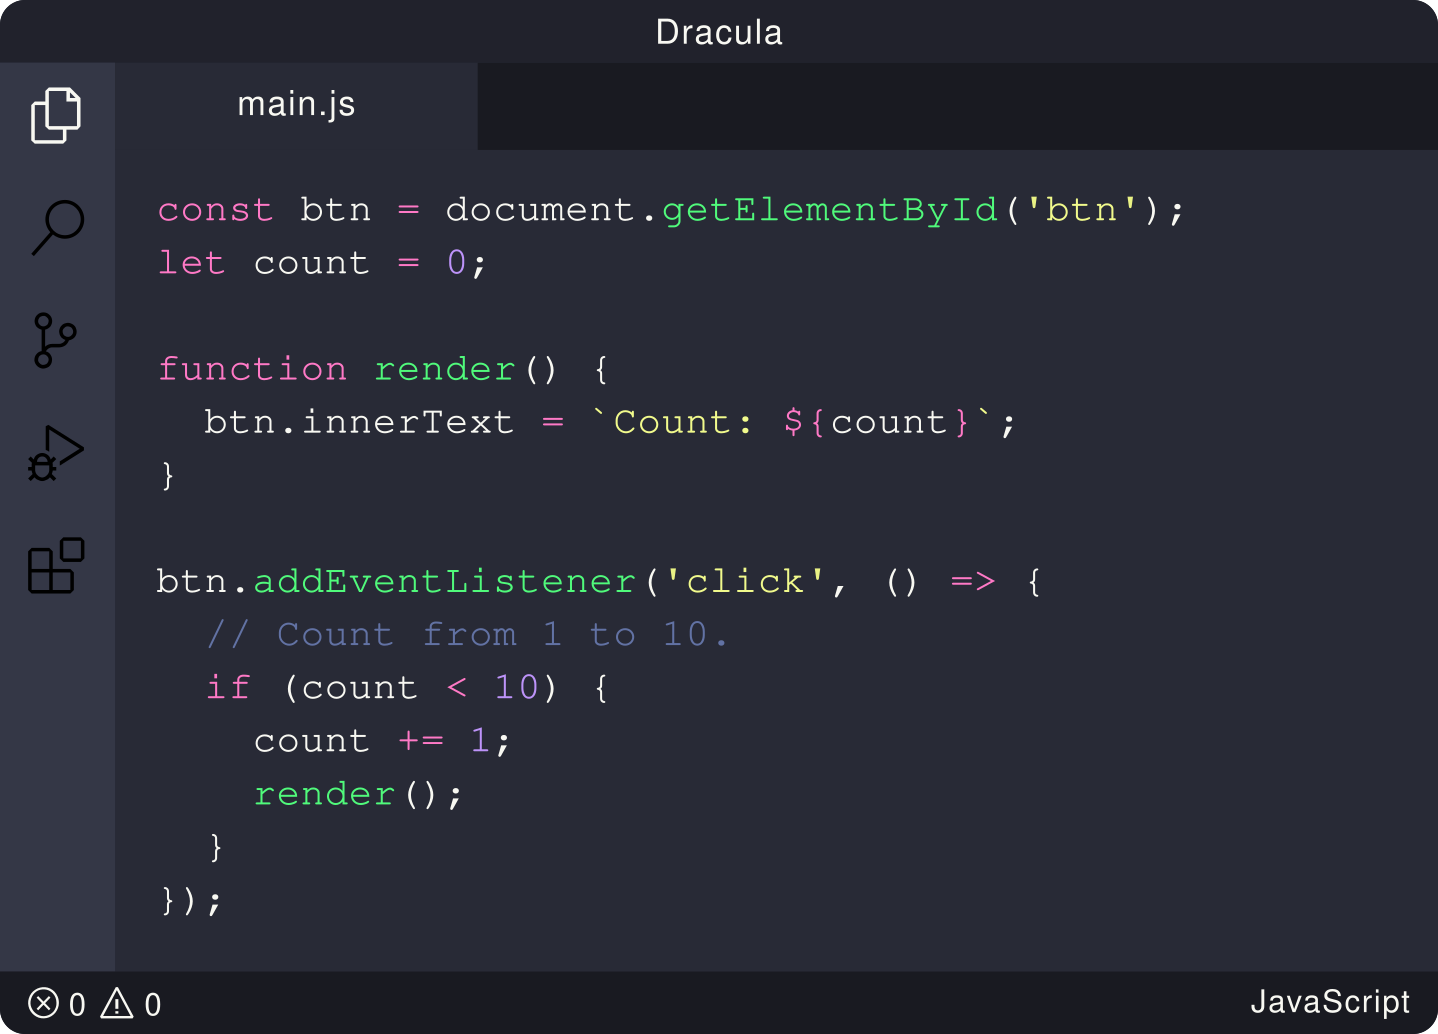 Dracula
main.js
const btn = document.getElementById('btn');
let count = 0;
function render() {
  btn.innerText = `Count: ${count}`;
}
btn.addEventListener('click', () => {
  // Count from 1 to 10.
  if (count < 10) {
    count += 1;
    render();
  }
});
0 0 JavaScript